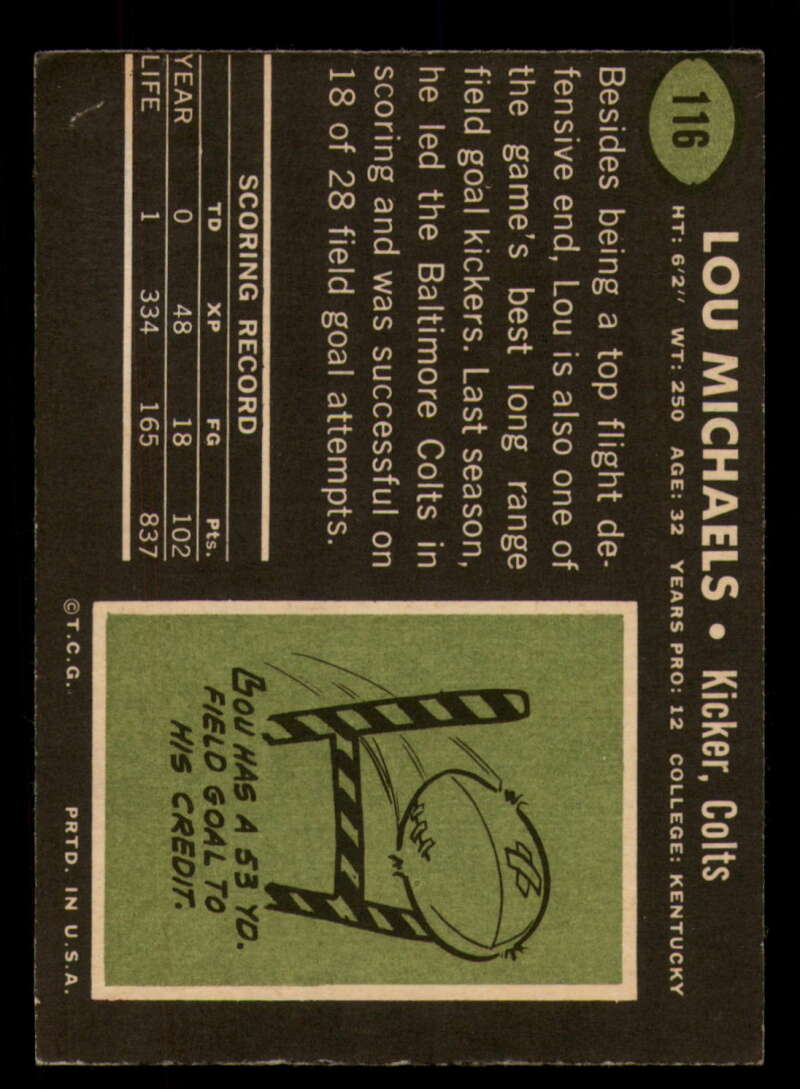 116
LOU MICHAELS • Kicker, Colts
HT: 6'2" WT: 250 AGE: 32 YEARS PRO: 12 COLLEGE: KENTUCKY
Besides being a top flight de-
fensive end, Lou is also one of
the game's best long range
field goal kickers. Last season,
he led the Baltimore Colts in
scoring and was successful on
18 of 28 field goal attempts.
SCORING RECORD
TD XP FG Pts.
YEAR 0 48 18 102
LIFE 1 334 165 837
LOU HAS A 53 YD.
FIELD GOAL TO
HIS CREDIT.
©T.C.G. PRTD. IN U.S.A.